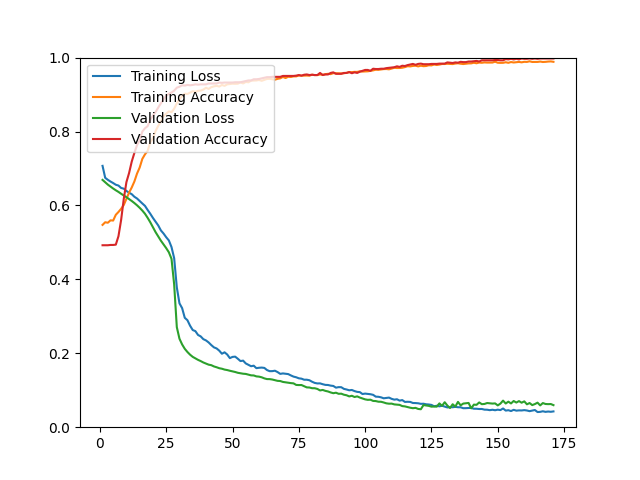 1.0
0.8
0.6
0.4
0.2
0.0
Training Loss
Training Accuracy
Validation Loss
Validation Accuracy
0 25 50 75 100 125 150 175